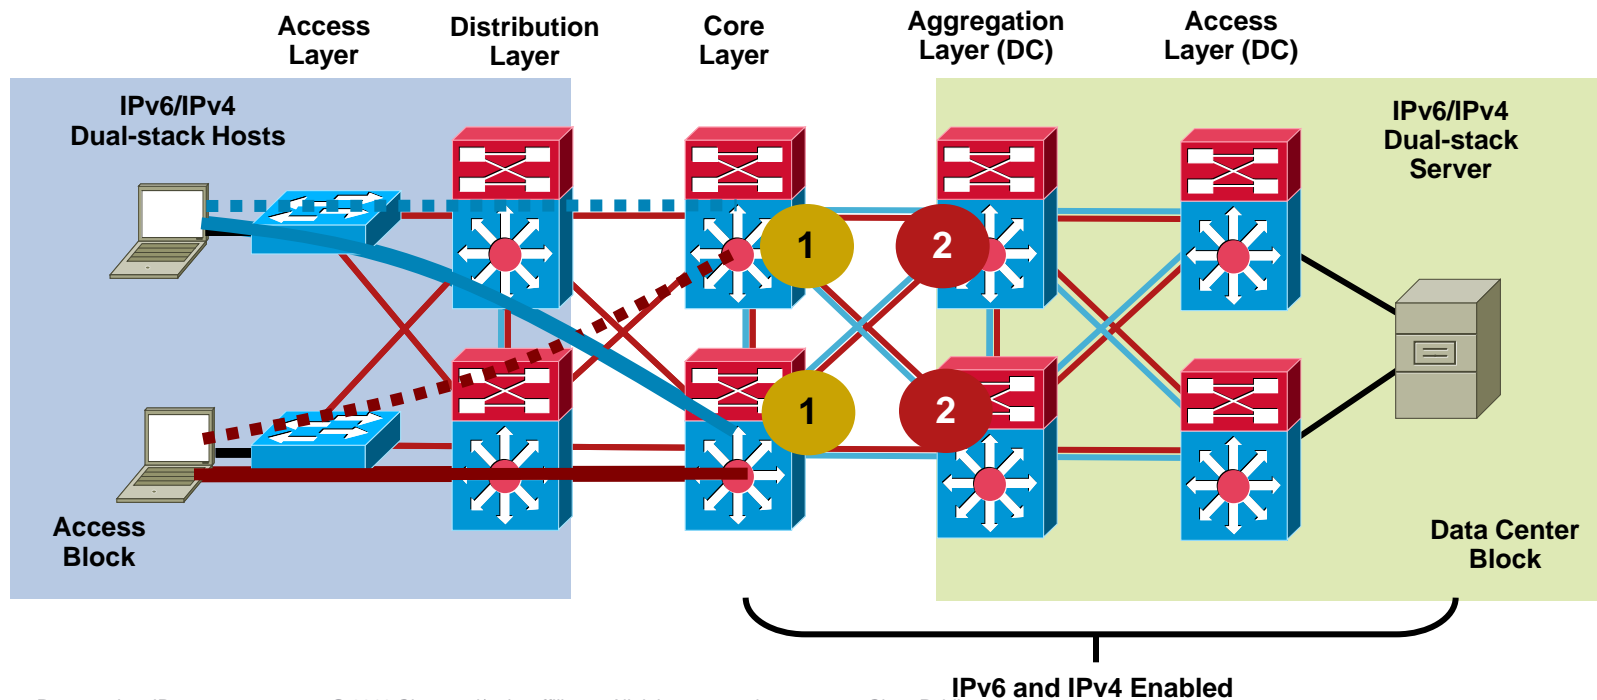 Access
Layer
Distribution
Layer
Core
Layer
Aggregation
Layer (DC)
Access
Layer (DC)
IPv6/IPv4
Dual-stack Hosts
IPv6/IPv4
Dual-stack
Server
1
2
1
2
Access
Block
Data Center
Block
IPv6 and IPv4 Enabled